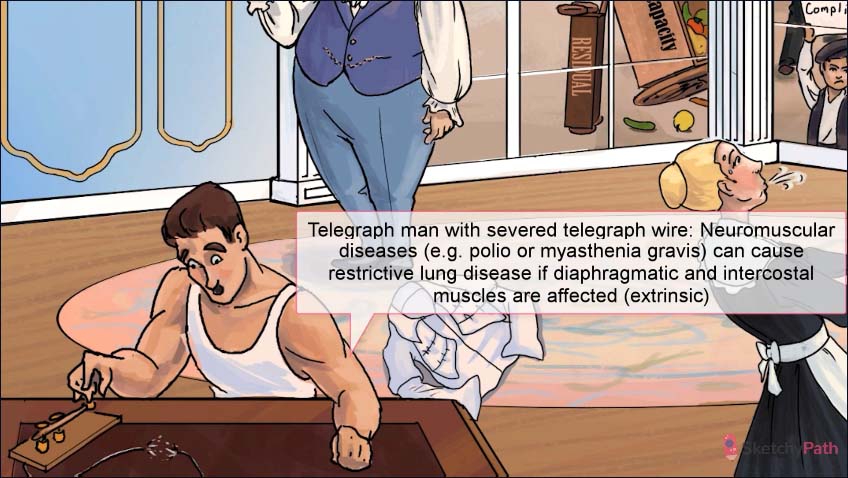 Compli
Capacity
RESIDUAL
Telegraph man with severed telegraph wire: Neuromuscular
diseases (e.g. polio or myasthenia gravis) can cause
restrictive lung disease if diaphragmatic and intercostal
muscles are affected (extrinsic)
SketchyPath